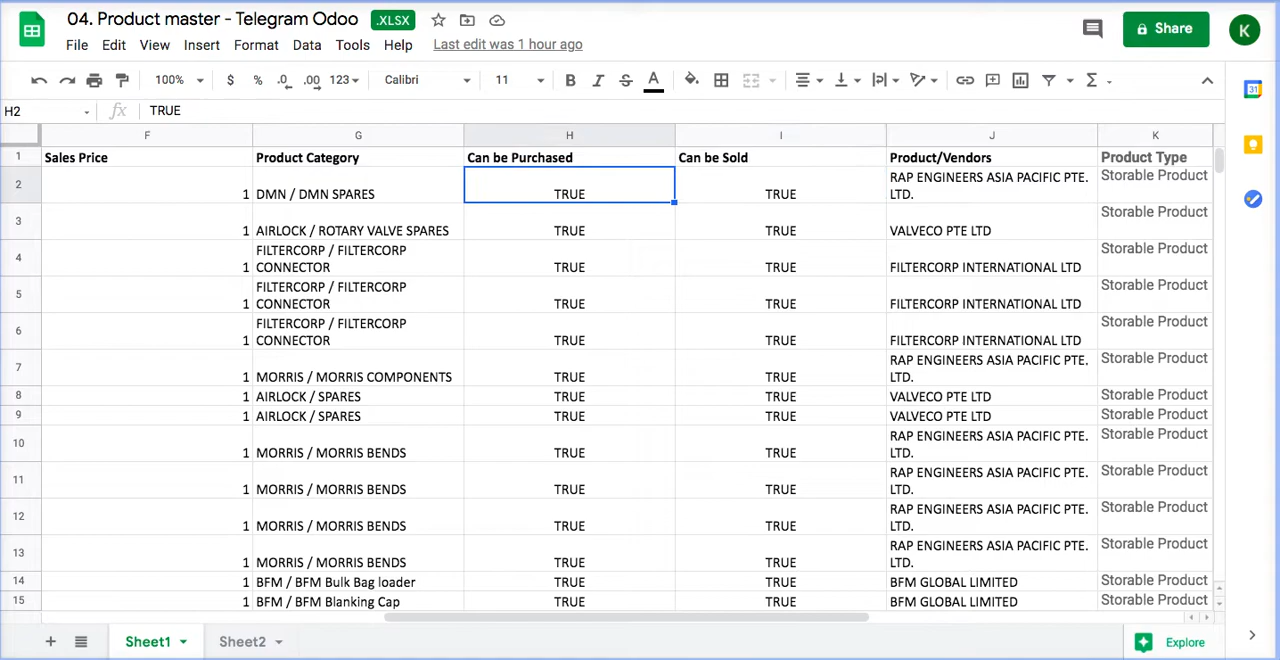 04. Product master - Telegram Odoo .XLSX
File Edit View Insert Format Data Tools Help Last edit was 1 hour ago
Share
K
100% $ % .0 .00 123 Calibri 11 B I S A
31
H2 fx TRUE
F G H I J K
1 Sales Price Product Category Can be Purchased Can be Sold Product/Vendors Product Type
2 1 DMN / DMN SPARES TRUE TRUE RAP ENGINEERS ASIA PACIFIC PTE. LTD. Storable Product
3 1 AIRLOCK / ROTARY VALVE SPARES TRUE TRUE VALVECO PTE LTD Storable Product
4 1 FILTERCORP / FILTERCORP CONNECTOR TRUE TRUE FILTERCORP INTERNATIONAL LTD Storable Product
5 1 FILTERCORP / FILTERCORP CONNECTOR TRUE TRUE FILTERCORP INTERNATIONAL LTD Storable Product
6 1 FILTERCORP / FILTERCORP CONNECTOR TRUE TRUE FILTERCORP INTERNATIONAL LTD Storable Product
7 1 MORRIS / MORRIS COMPONENTS TRUE TRUE RAP ENGINEERS ASIA PACIFIC PTE. LTD. Storable Product
8 1 AIRLOCK / SPARES TRUE TRUE VALVECO PTE LTD Storable Product
9 1 AIRLOCK / SPARES TRUE TRUE VALVECO PTE LTD Storable Product
10 1 MORRIS / MORRIS BENDS TRUE TRUE RAP ENGINEERS ASIA PACIFIC PTE. LTD. Storable Product
11 1 MORRIS / MORRIS BENDS TRUE TRUE RAP ENGINEERS ASIA PACIFIC PTE. LTD. Storable Product
12 1 MORRIS / MORRIS BENDS TRUE TRUE RAP ENGINEERS ASIA PACIFIC PTE. LTD. Storable Product
13 1 MORRIS / MORRIS BENDS TRUE TRUE RAP ENGINEERS ASIA PACIFIC PTE. LTD. Storable Product
14 1 BFM / BFM Bulk Bag loader TRUE TRUE BFM GLOBAL LIMITED Storable Product
15 1 BFM / BFM Blanking Cap TRUE TRUE BFM GLOBAL LIMITED Storable Product
Sheet1 Sheet2 Explore